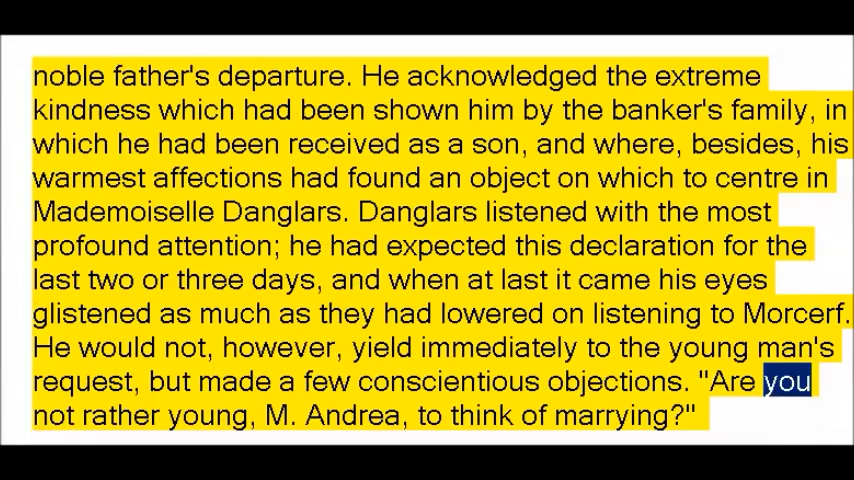 noble father's departure. He acknowledged the extreme
kindness which had been shown him by the banker's family, in
which he had been received as a son, and where, besides, his
warmest affections had found an object on which to centre in
Mademoiselle Danglars. Danglars listened with the most
profound attention; he had expected this declaration for the
last two or three days, and when at last it came his eyes
glistened as much as they had lowered on listening to Morcerf.
He would not, however, yield immediately to the young man's
request, but made a few conscientious objections. "Are you
not rather young, M. Andrea, to think of marrying?"